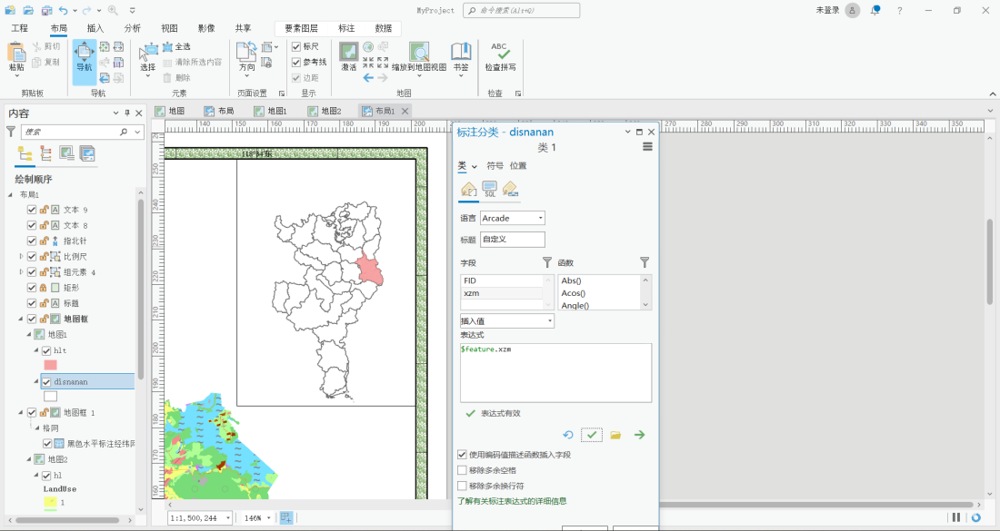 MyProject
命令搜索(Alt+Q)
未登录
工程 布局 插入 分析 视图 影像 共享 要素图层 标注 数据
粘贴
剪切
复制
剪贴板
导航
导航
选择
全选
清除所选内容
删除
元素
方向
页面设置
标尺
参考线
边距
显示
激活
缩放到地图视图
书签
地图
ABC
检查拼写
检查
内容
搜索
绘制顺序
布局1
文本 9
文本 8
指北针
比例尺
组元素 4
矩形
标题
地图框
地图1
hlt
disnanan
地图框 1
格网
黑色水平标注经纬网
地图2
hl
LandUse
1
地图 布局 地图1 地图2 布局1
140 150 160 170 180 190 200
270 280 290 300 310 320 330 340 350
250
240
230
220
210
200
190
180
170
160
标注分类 - disnanan
类 1
类 符号 位置
SQL
语言 Arcade
标题 自定义
字段 函数
FID
xzm
Abs()
Acos()
Angle()
插入值
表达式
$feature.xzm
表达式有效
使用编码值描述函数插入字段
移除多余空格
移除多余换行符
了解有关标注表达式的详细信息
1:1,500,244
146%